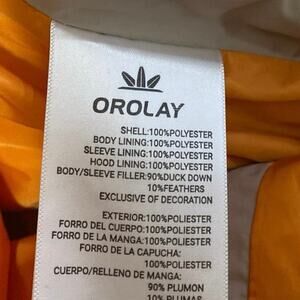 OROLAY
SHELL:100%POLYESTER
BODY LINING:100%POLYESTER
SLEEVE LINING:100%POLYESTER
HOOD LINING:100%POLYESTER
BODY/SLEEVE FILLER:90%DUCK DOWN
10%FEATHERS
EXCLUSIVE OF DECORATION
EXTERIOR:100%POLIESTER
FORRO DEL CUERPO:100%POLIESTER
FORRO DE LA MANGA:100%POLIESTER
FORRO DE LA CAPUCHA:
100%POLIESTER
CUERPO/RELLENO DE MANGA:
90% PLUMON
10% PLUMAS